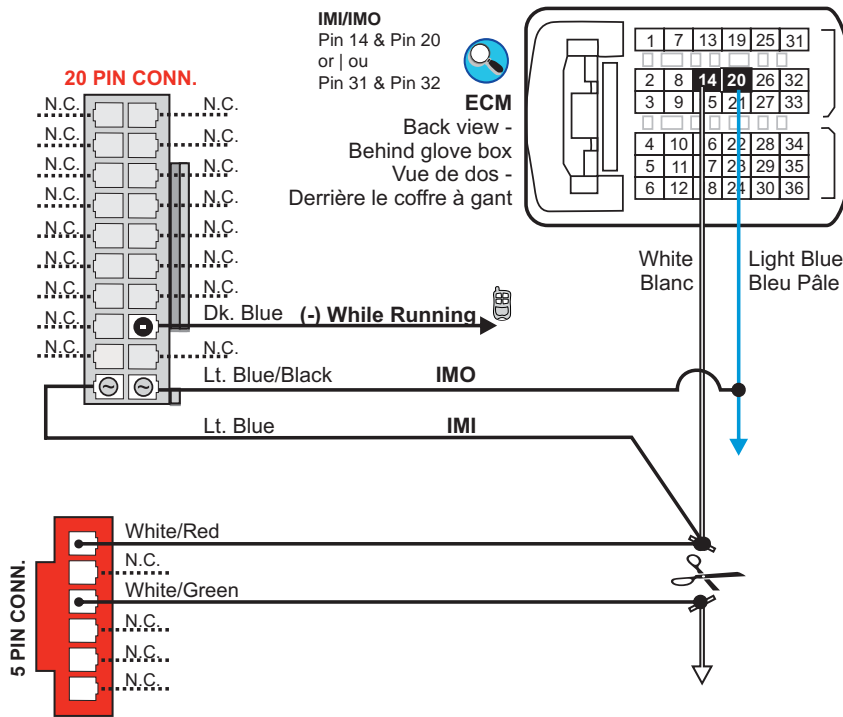 IMI/IMO
Pin 14 & Pin 20
or | ou
Pin 31 & Pin 32
ECM
Back view -
Behind glove box
Vue de dos -
Derrière le coffre à gant
1 7 13 19 25 31
2 8 14 20 26 32
3 9 15 21 27 33
4 10 16 22 28 34
5 11 17 23 29 35
6 12 18 24 30 36
White
Blanc
Light Blue
Bleu Pâle
20 PIN CONN.
N.C. N.C.
N.C. N.C.
N.C. N.C.
N.C. N.C.
N.C. N.C.
N.C. N.C.
N.C. N.C.
N.C. Dk. Blue (-) While Running
N.C. N.C.
Lt. Blue/Black IMO
Lt. Blue IMI
5 PIN CONN.
White/Red
N.C.
White/Green
N.C.
N.C.
N.C.